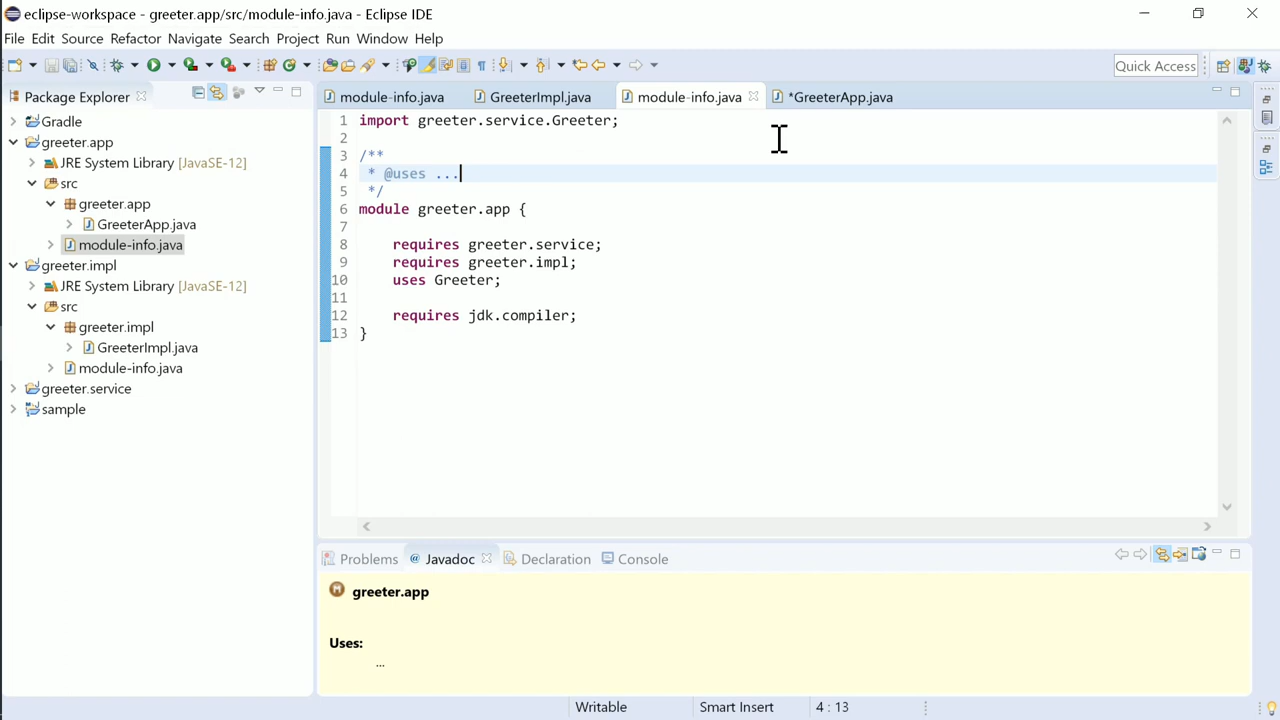 eclipse-workspace - greeter.app/src/module-info.java - Eclipse IDE
File Edit Source Refactor Navigate Search Project Run Window Help
Quick Access
Package Explorer
Gradle
greeter.app
JRE System Library [JavaSE-12]
src
greeter.app
GreeterApp.java
module-info.java
greeter.impl
JRE System Library [JavaSE-12]
src
greeter.impl
GreeterImpl.java
module-info.java
greeter.service
sample
module-info.java GreeterImpl.java module-info.java *GreeterApp.java
1 import greeter.service.Greeter;
2
3 /**
4 * @uses ...
5 */
6 module greeter.app {
7
8 requires greeter.service;
9 requires greeter.impl;
10 uses Greeter;
11
12 requires jdk.compiler;
13 }
Problems @ Javadoc Declaration Console
greeter.app
Uses:
...
Writable Smart Insert 4 : 13